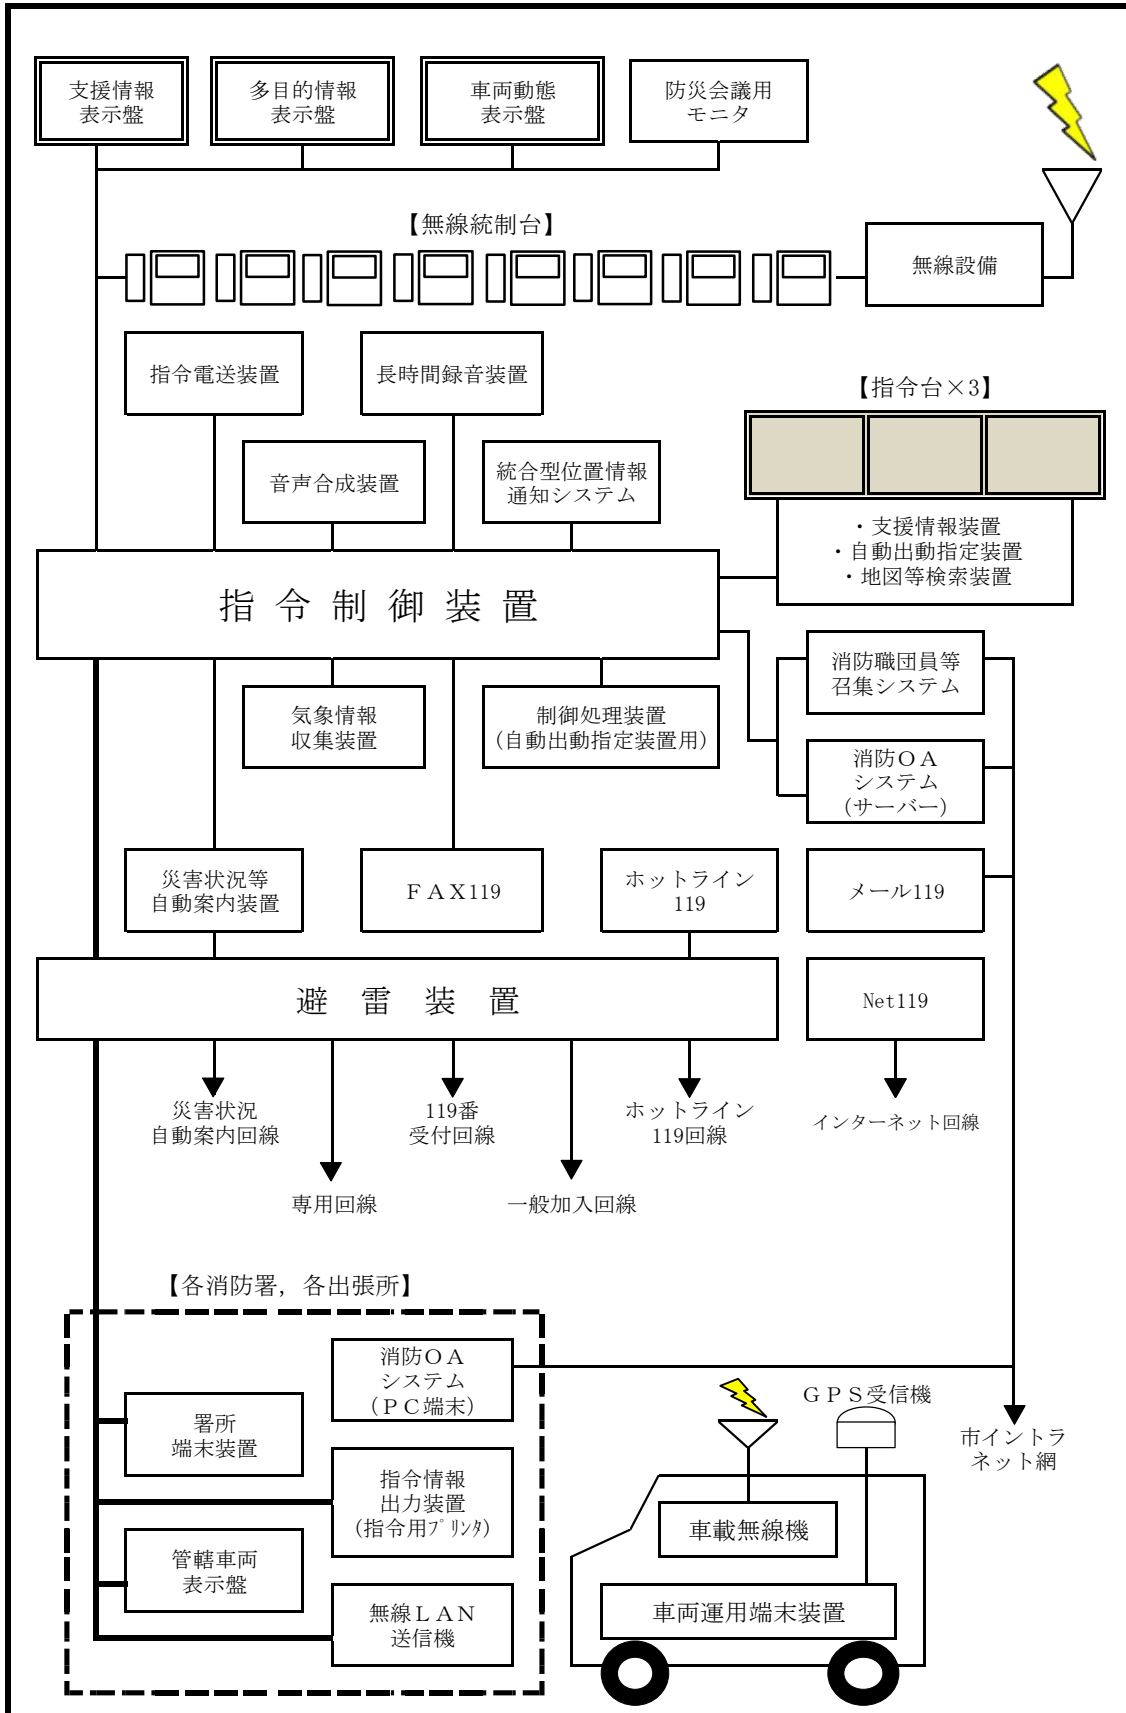 支援情報
表示盤
多目的情報
表示盤
車両動態
表示盤
防災会議用
モニタ
【無線統制台】
無線設備
指令電送装置
長時間録音装置
【指令台×3】
音声合成装置
統合型位置情報
通知システム
・支援情報装置
・自動出動指定装置
・地図等検索装置
指令制御装置
消防職団員等
召集システム
気象情報
収集装置
制御処理装置
(自動出動指定装置用)
消防ＯＡ
システム
(サーバー)
災害状況等
自動案内装置
ＦＡＸ119
ホットライン
119
メール119
避雷装置
Net119
災害状況
自動案内回線
119番
受付回線
ホットライン
119回線
インターネット回線
専用回線
一般加入回線
【各消防署，各出張所】
消防ＯＡ
システム
(ＰＣ端末)
ＧＰＳ受信機
署所
端末装置
市イントラ
ネット網
指令情報
出力装置
(指令用ﾌﾟﾘﾝﾀ)
車載無線機
管轄車両
表示盤
無線ＬＡＮ
送信機
車両運用端末装置